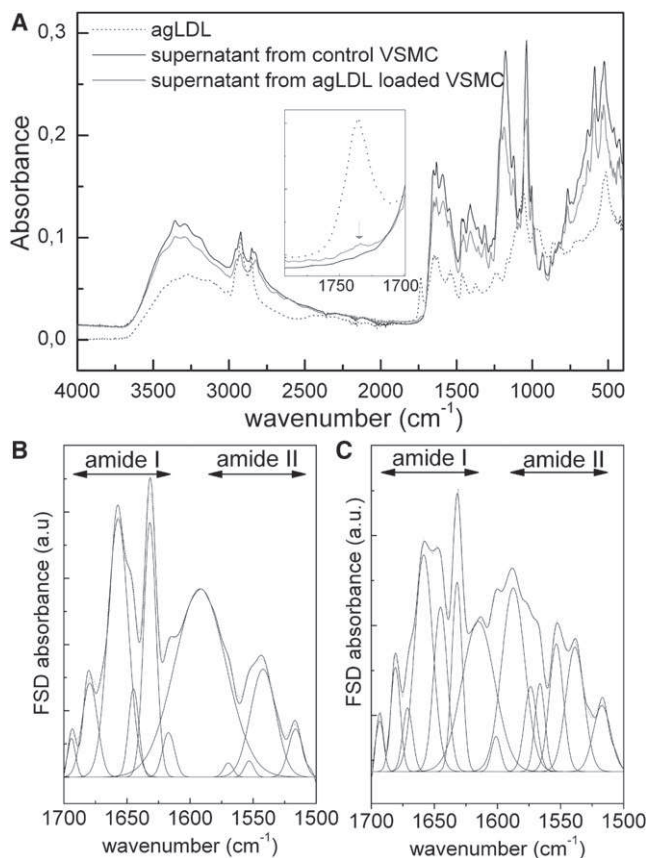 A
0,3
0,2
0,1
0,0
Absorbance
agLDL
supernatant from control VSMC
supernatant from agLDL loaded VSMC
1750 1700
4000 3500 3000 2500 2000 1500 1000 500
wavenumber (cm-1)
B
amide I amide II
FSD absorbance (a.u)
1700 1650 1600 1550 1500
wavenumber (cm-1)
C
amide I amide II
FSD absorbance (a.u.)
1700 1650 1600 1550 1500
wavenumber (cm-1)